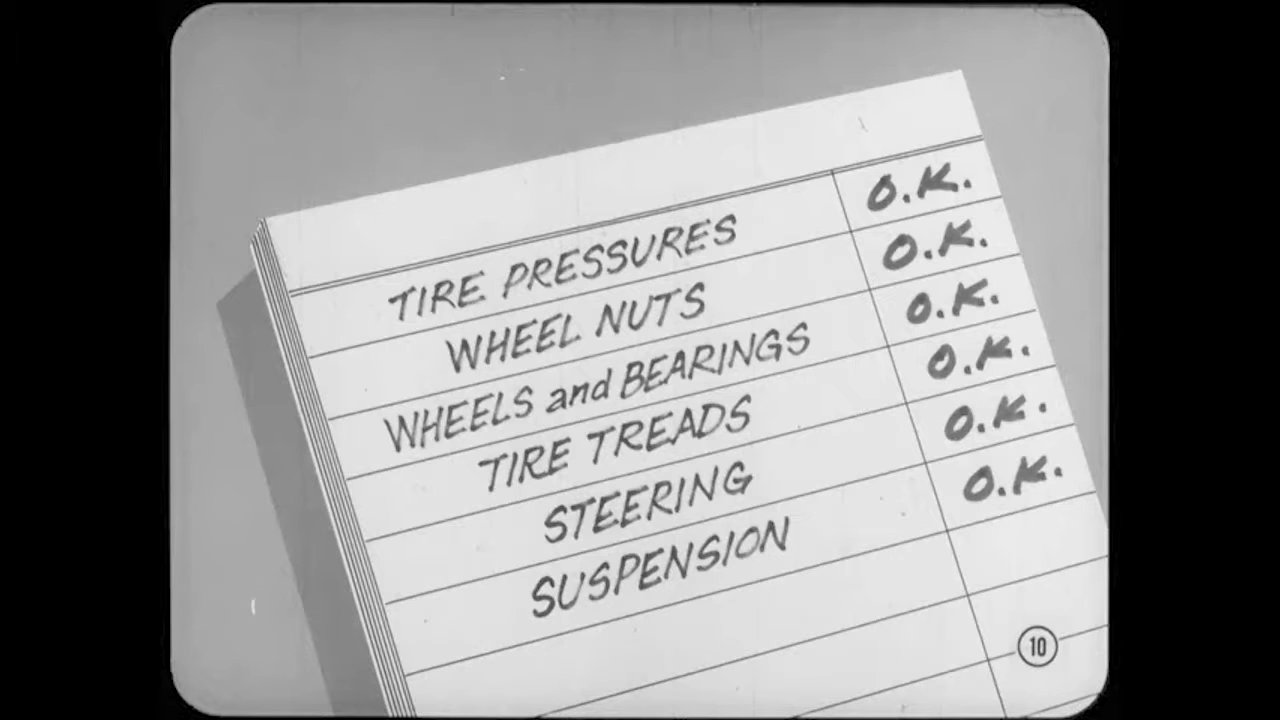 TIRE PRESSURES O.K.
WHEEL NUTS O.K.
WHEELS and BEARINGS O.K.
TIRE TREADS O.K.
STEERING O.K.
SUSPENSION O.K.
10